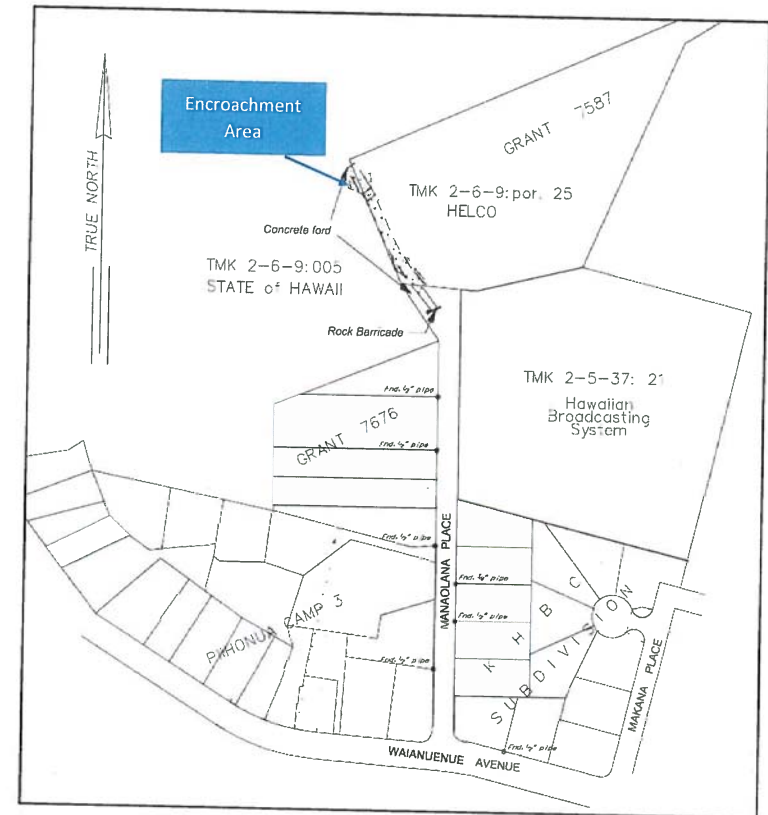 Encroachment
Area
TRUE NORTH
GRANT 7587
TMK 2-6-9:por. 25
HELCO
Concrete ford
TMK 2-6-9:005
STATE of HAWAII
Rock Barricade
TMK 2-5-37: 21
Hawaiian
Broadcasting
System
Fnd. ½" pipe
GRANT 7676
Fnd. ½" pipe
Fnd. ½" pipe
MANAOLANA PLACE
Fnd. ½" pipe
Fnd. ½" pipe
KHBC
SUBDIVISION
PIIHONUA CAMP 3
Fnd. ½" pipe
MAKANA PLACE
Fnd. ½" pipe
WAIANUENUE AVENUE